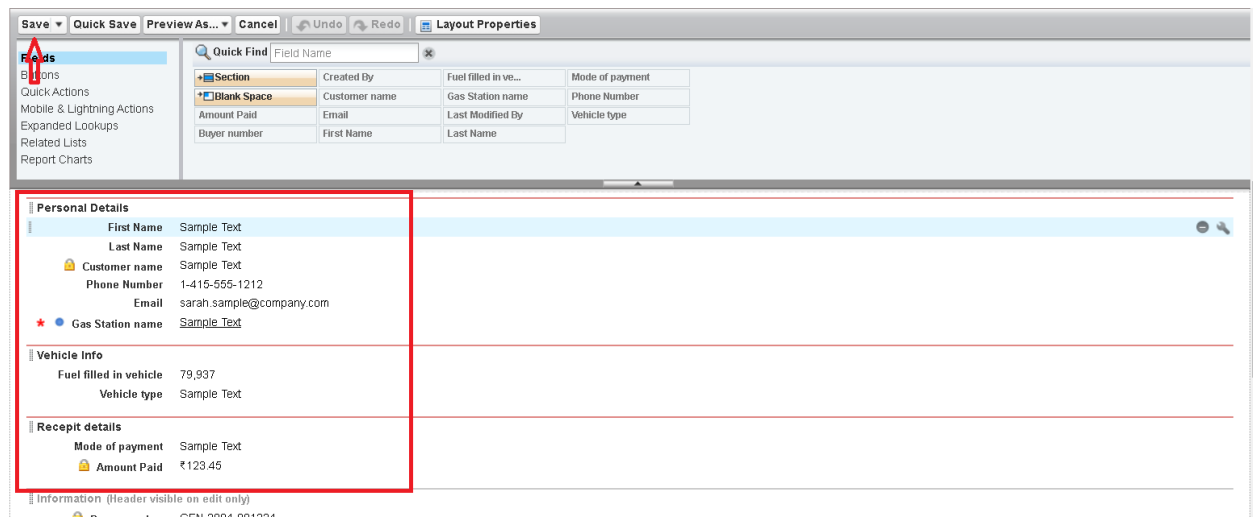 Save Quick Save Preview As... Cancel Undo Redo Layout Properties
Fields
Buttons
Quick Actions
Mobile & Lightning Actions
Expanded Lookups
Related Lists
Report Charts
Quick Find Field Name
Section Created By Fuel filled in ve... Mode of payment
Blank Space Customer name Gas Station name Phone Number
Amount Paid Email Last Modified By Vehicle type
Buyer number First Name Last Name
Personal Details
First Name Sample Text
Last Name Sample Text
Customer name Sample Text
Phone Number 1-415-555-1212
Email sarah.sample@company.com
* Gas Station name Sample Text
Vehicle Info
Fuel filled in vehicle 79,937
Vehicle type Sample Text
Recepit details
Mode of payment Sample Text
Amount Paid ₹123.45
Information (Header visible on edit only)